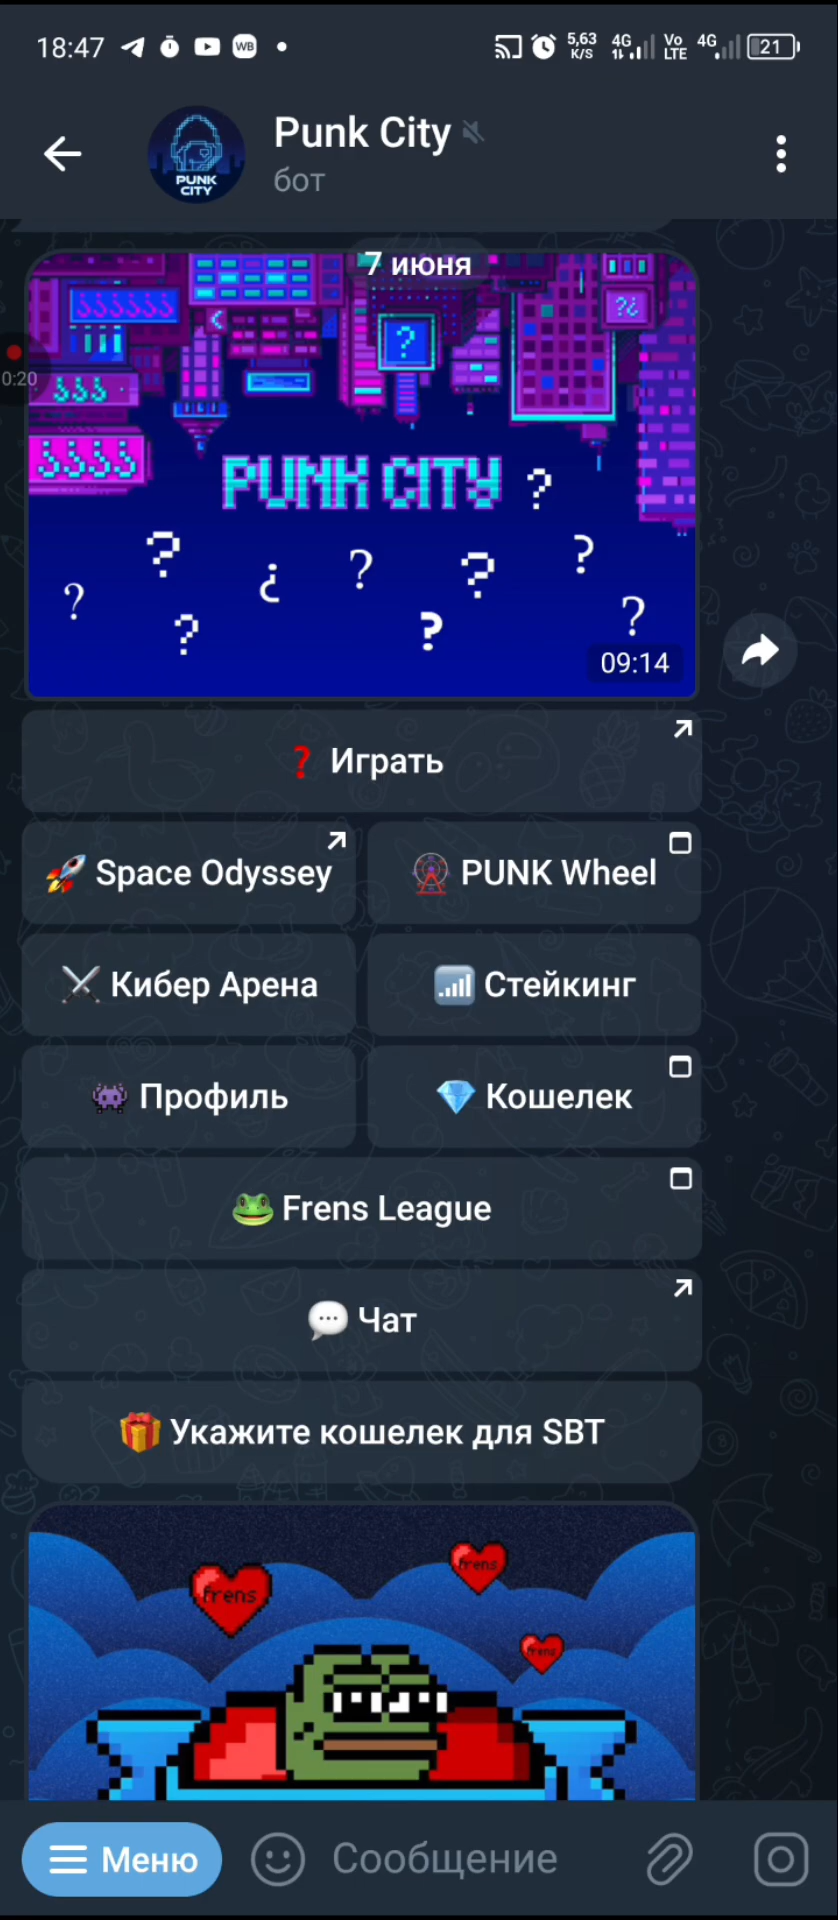 18:47 WB 5,63 K/S 4G Vo LTE 4G 21
Punk City
бот
PUNK CITY
7 июня
0:20
PUNK CITY ?
09:14
❓ Играть
🚀 Space Odyssey
🎡 PUNK Wheel
⚔️ Кибер Арена
📶 Стейкинг
👾 Профиль
💎 Кошелек
🐸 Frens League
💬 Чат
🎁 Укажите кошелек для SBT
frens
frens
frens
Меню
Сообщение